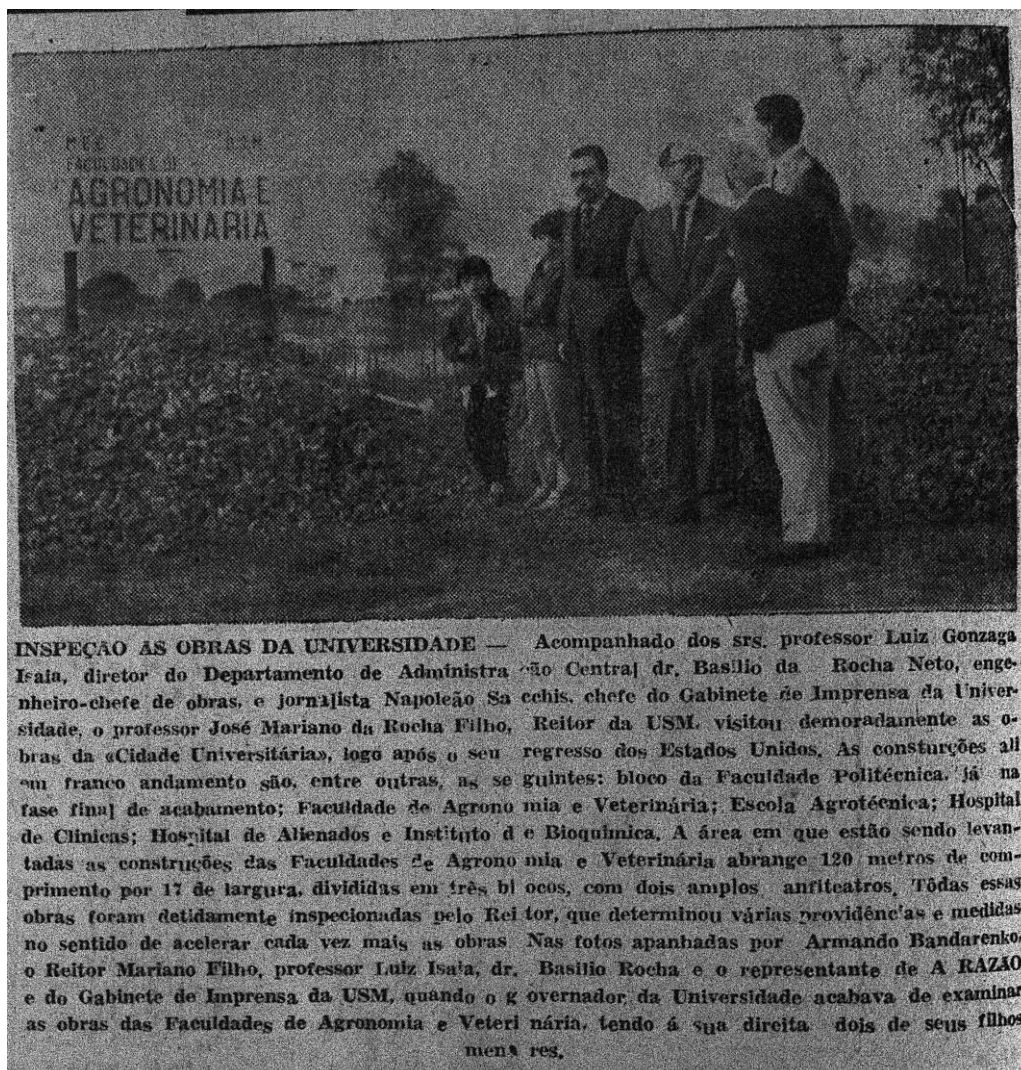 M.E.C U.S.M
FACULDADES DE
AGRONOMIA E
VETERINARIA
INSPEÇÃO AS OBRAS DA UNIVERSIDADE — Acompanhado dos srs. professor Luiz Gonzaga
Isaia, diretor do Departamento de Administra ção Central dr. Basilio da Rocha Neto, enge-
nheiro-chefe de obras, e jornalista Napoleão Sa cchis, chefe do Gabinete de Imprensa da Univer-
sidade, o professor José Mariano da Rocha Filho, Reitor da USM, visitou demoradamente as o-
bras da «Cidade Universitária», logo após o seu regresso dos Estados Unidos. As consturções ali
em franco andamento são, entre outras, as se guintes: bloco da Faculdade Politécnica, já na
fase final de acabamento; Faculdade de Agrono mia e Veterinária; Escola Agrotécnica; Hospital
de Clinicas; Hospital de Alienados e Instituto d e Bioquímica. A área em que estão sendo levan-
tadas as construções das Faculdades de Agrono mia e Veterinária abrange 120 metros de com-
primento por 17 de largura, divididas em três bl ocos, com dois amplos anfiteatros. Tôdas essas
obras foram detidamente inspecionadas pelo Rei tor, que determinou várias providências e medidas
no sentido de acelerar cada vez mais as obras Nas fotos apanhadas por Armando Bandarenko,
o Reitor Mariano Filho, professor Luiz Isaia, dr. Basilio Rocha e o representante de A RAZÃO
e do Gabinete de Imprensa da USM, quando o g overnador da Universidade acabava de examinar
as obras das Faculdades de Agronomia e Veteri nária, tendo á sua direita dois de seus filhos
meno res.